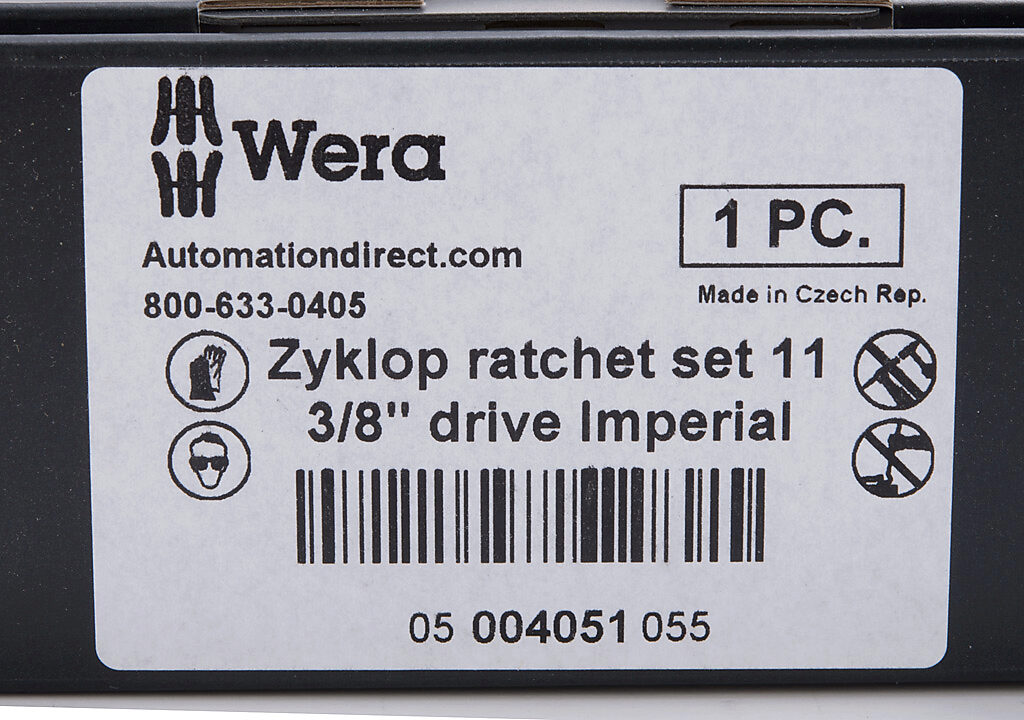 Wera
1 PC.
Automationdirect.com
Made in Czech Rep.
800-633-0405
Zyklop ratchet set 11
3/8" drive Imperial
05 004051 055